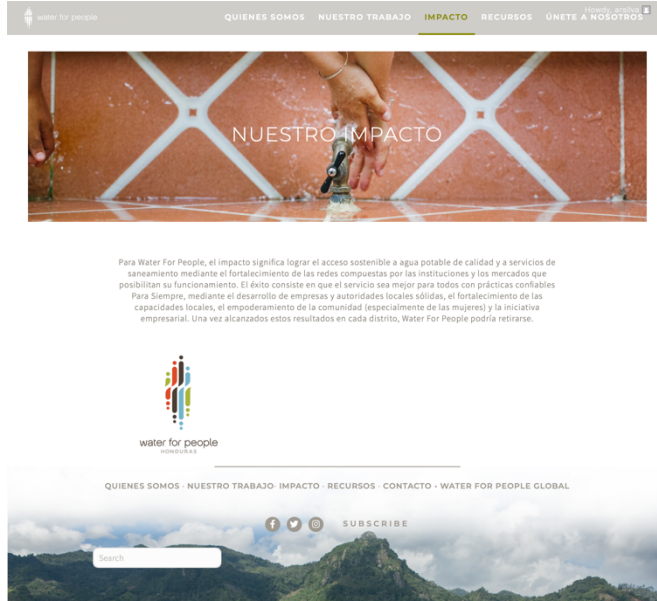 water for people
QUIENES SOMOS NUESTRO TRABAJO IMPACTO RECURSOS ÚNETE A NOSOTROS
Howdy, areliva
NUESTRO IMPACTO
Para Water For People, el impacto significa lograr el acceso sostenible a agua potable de calidad y a servicios de
saneamiento mediante el fortalecimiento de las redes compuestas por las instituciones y los mercados que
posibilitan su funcionamiento. El éxito consiste en que el servicio sea mejor para todos con prácticas confiables
Para Siempre, mediante el desarrollo de empresas y autoridades locales sólidas, el fortalecimiento de las
capacidades locales, el empoderamiento de la comunidad (especialmente de las mujeres) y la iniciativa
empresarial. Una vez alcanzados estos resultados en cada distrito, Water For People podría retirarse.
water for people
HONDURAS
QUIENES SOMOS · NUESTRO TRABAJO· IMPACTO · RECURSOS · CONTACTO • WATER FOR PEOPLE GLOBAL
SUBSCRIBE
Search